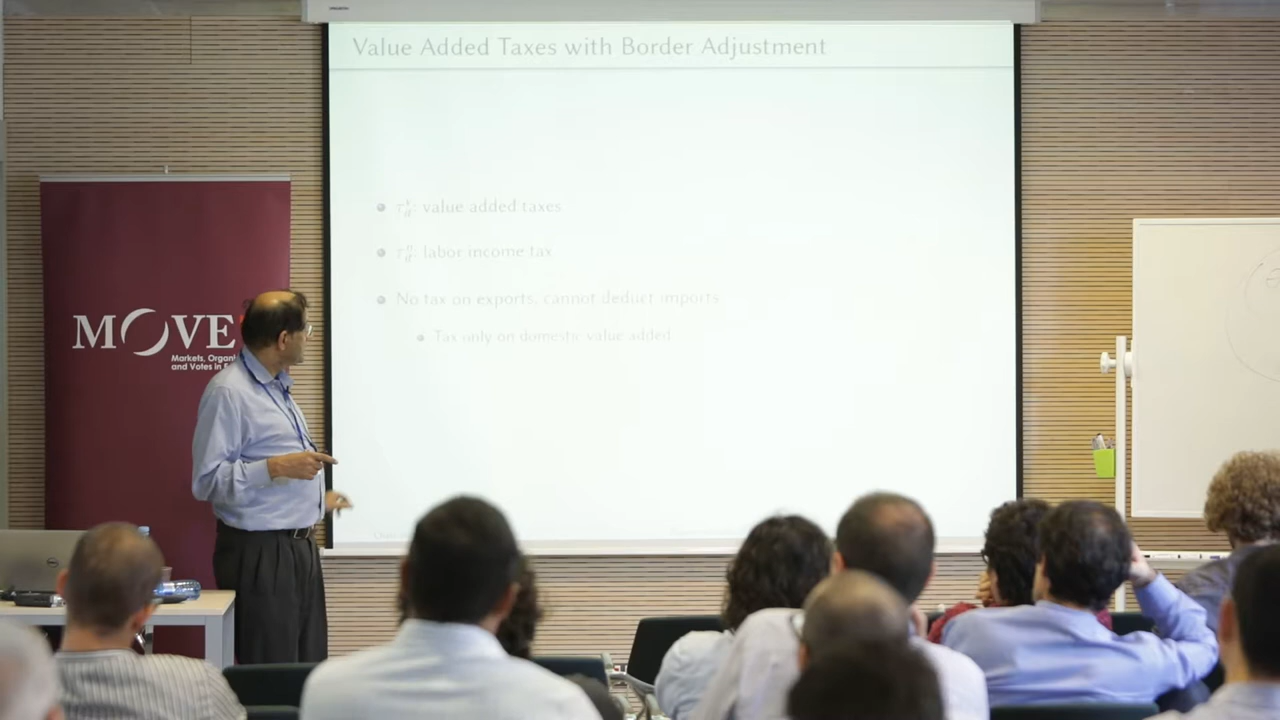 Value Added Taxes with Border Adjustment
: value added taxes
: labor income tax
No tax on exports, cannot deduct imports
Tax only on domestic value added
MOVE
Markets, Organi
and Votes in E
DELL